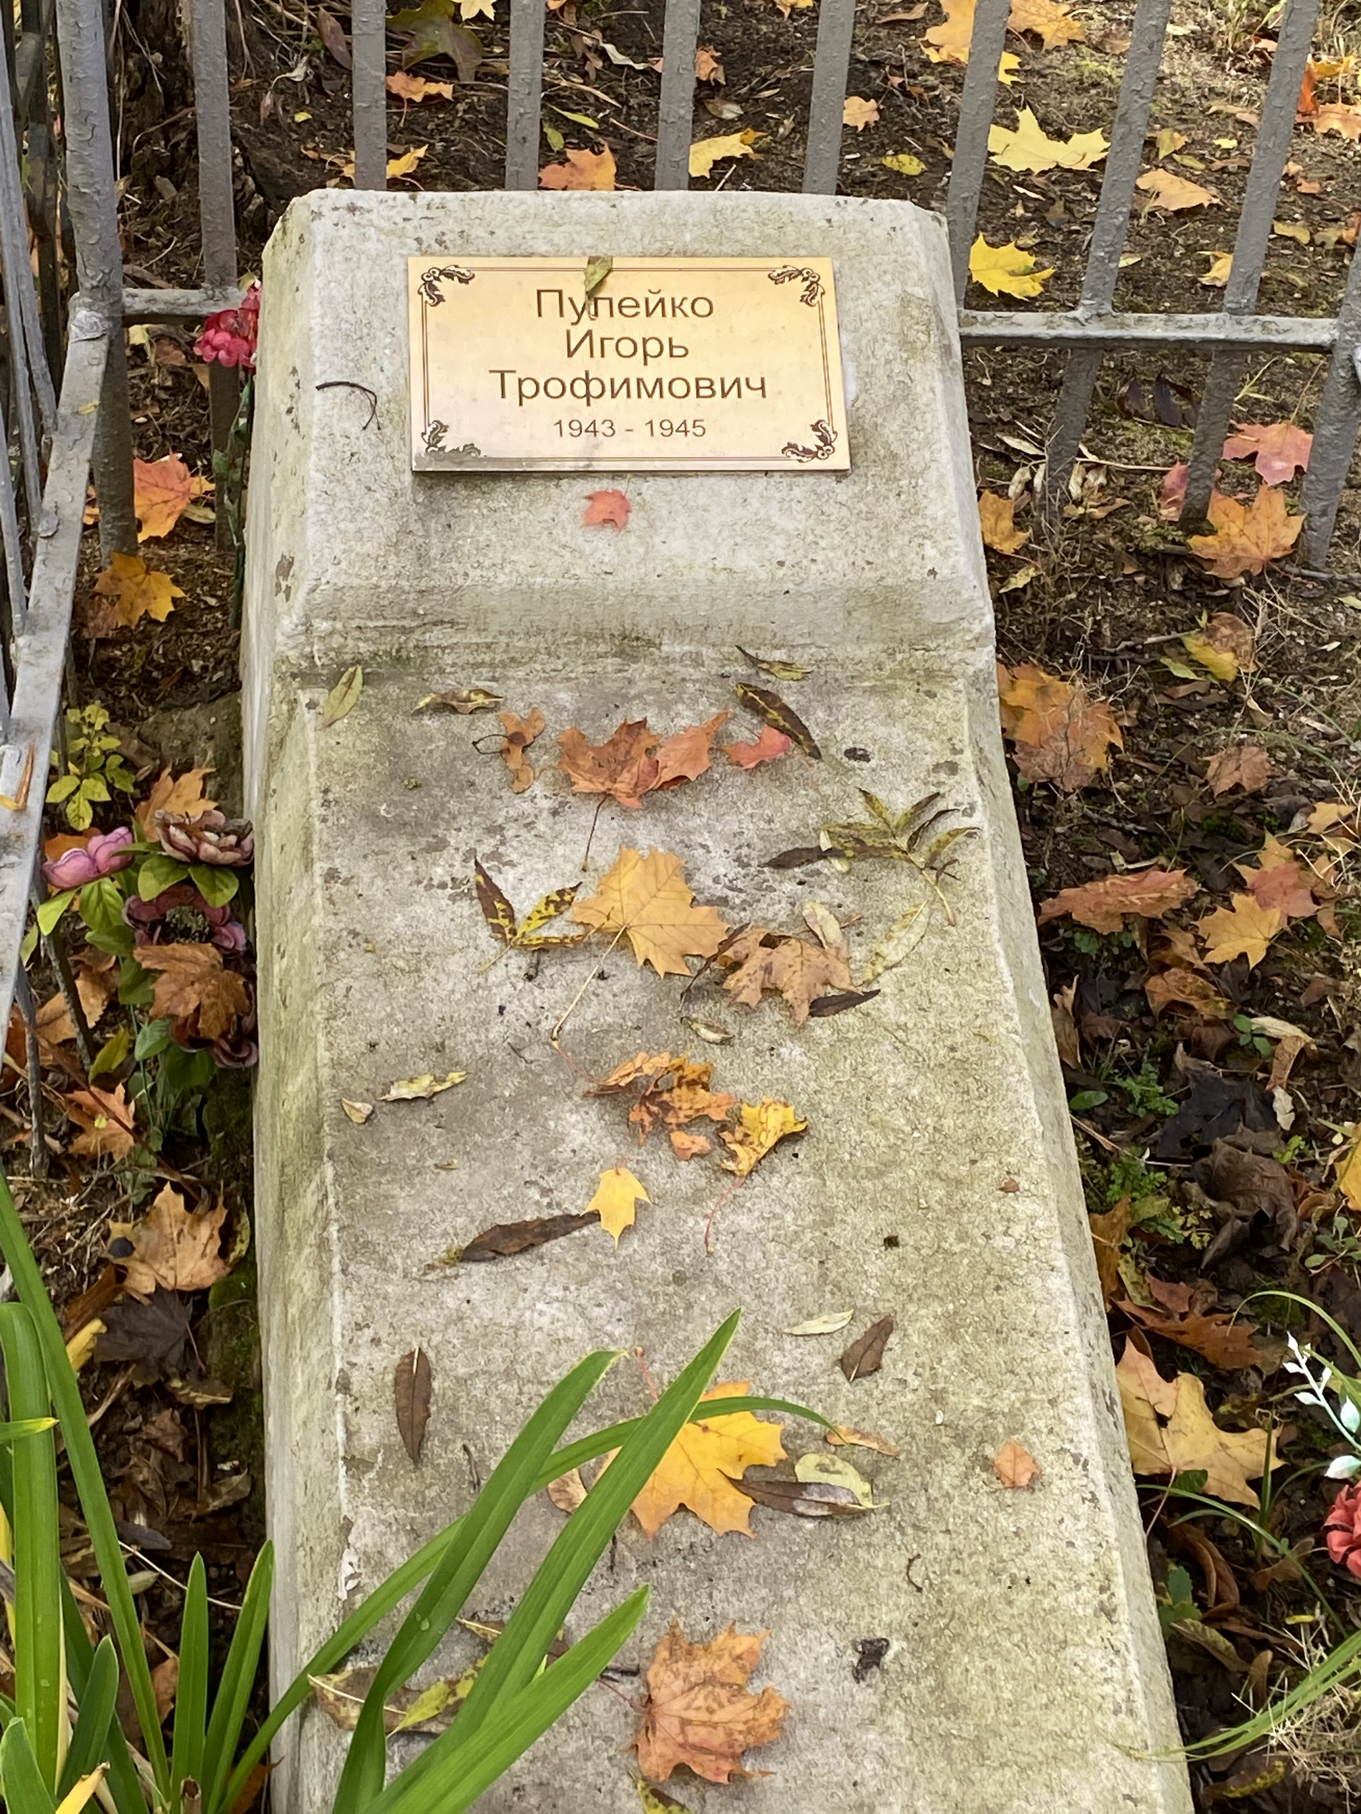 Пупейко
Игорь
Трофимович
1943 - 1945